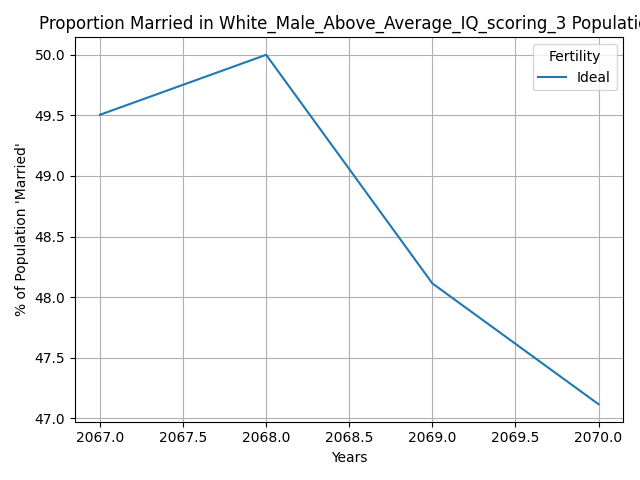 Proportion Married in White_Male_Above_Average_IQ_scoring_3 Populati
50.0
49.5
49.0
48.5
48.0
47.5
47.0
% of Population 'Married'
Fertility
Ideal
2067.0 2067.5 2068.0 2068.5 2069.0 2069.5 2070.0
Years